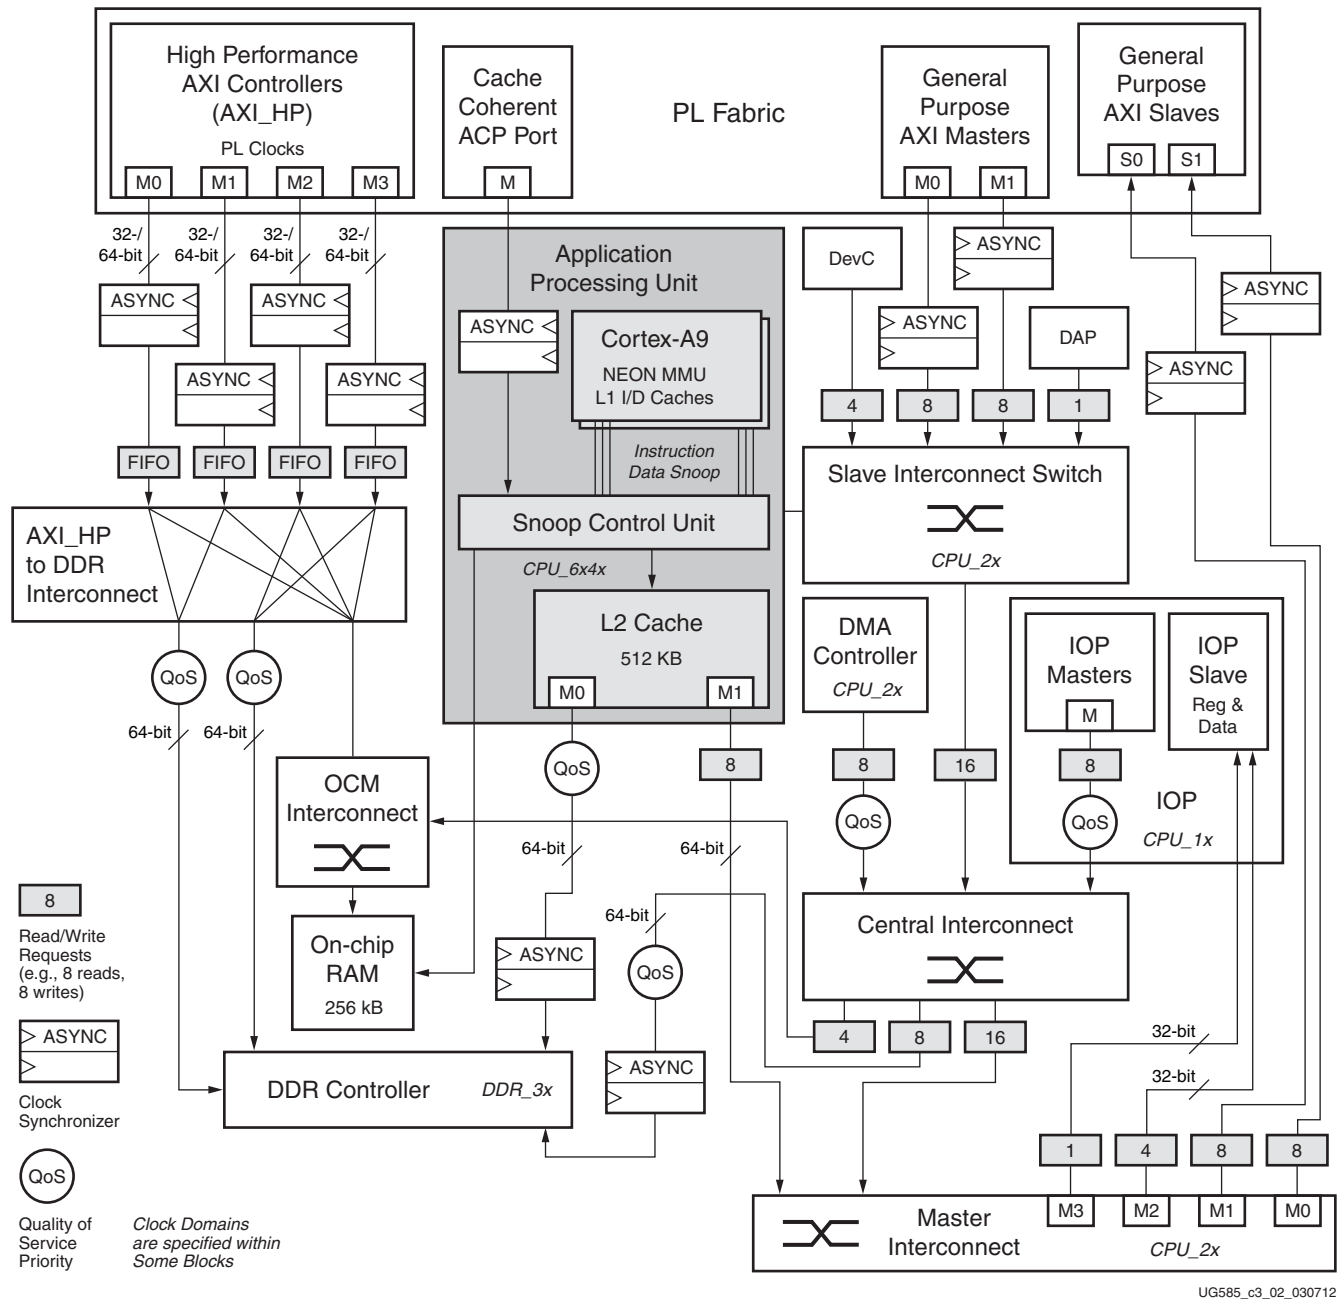 High Performance
AXI Controllers
(AXI_HP)
PL Clocks
M0
M1
M2
M3
Cache
Coherent
ACP Port
M
PL Fabric
General
Purpose
AXI Masters
M0
M1
General
Purpose
AXI Slaves
S0
S1
32-/
64-bit
32-/
64-bit
32-/
64-bit
32-/
64-bit
ASYNC
ASYNC
ASYNC
ASYNC
FIFO
FIFO
FIFO
FIFO
Application
Processing Unit
ASYNC
Cortex-A9
NEON MMU
L1 I/D Caches
Instruction
Data Snoop
Snoop Control Unit
CPU_6x4x
L2 Cache
512 KB
M0
M1
DevC
ASYNC
ASYNC
DAP
ASYNC
ASYNC
4
8
8
1
Slave Interconnect Switch
CPU_2x
AXI_HP
to DDR
Interconnect
QoS
QoS
64-bit
64-bit
DMA
Controller
CPU_2x
IOP
Masters
M
IOP
Slave
Reg &
Data
QoS
8
8
16
8
QoS
QoS
IOP
CPU_1x
OCM
Interconnect
64-bit
64-bit
On-chip
RAM
256 kB
ASYNC
64-bit
QoS
ASYNC
Central Interconnect
4
8
16
DDR Controller
DDR_3x
32-bit
32-bit
1
4
8
8
M3
M2
M1
M0
Master
Interconnect
CPU_2x
8
Read/Write
Requests
(e.g., 8 reads,
8 writes)
ASYNC
Clock
Synchronizer
QoS
Quality of
Service
Priority
Clock Domains
are specified within
Some Blocks
UG585_c3_02_030712